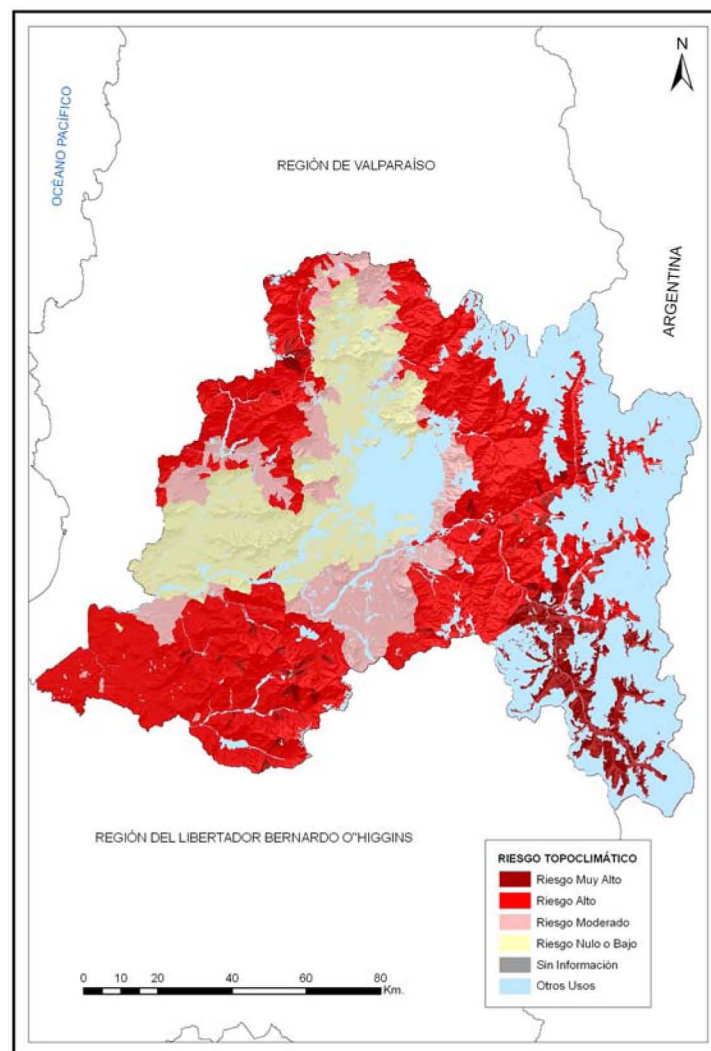 N
OCÉANO PACÍFICO
REGIÓN DE VALPARAÍSO
ARGENTINA
REGIÓN DEL LIBERTADOR BERNARDO O"HIGGINS
RIESGO TOPOCLIMÁTICO
Riesgo Muy Alto
Riesgo Alto
Riesgo Moderado
Riesgo Nulo o Bajo
Sin Información
Otros Usos
0 10 20 40 60 80
Km.